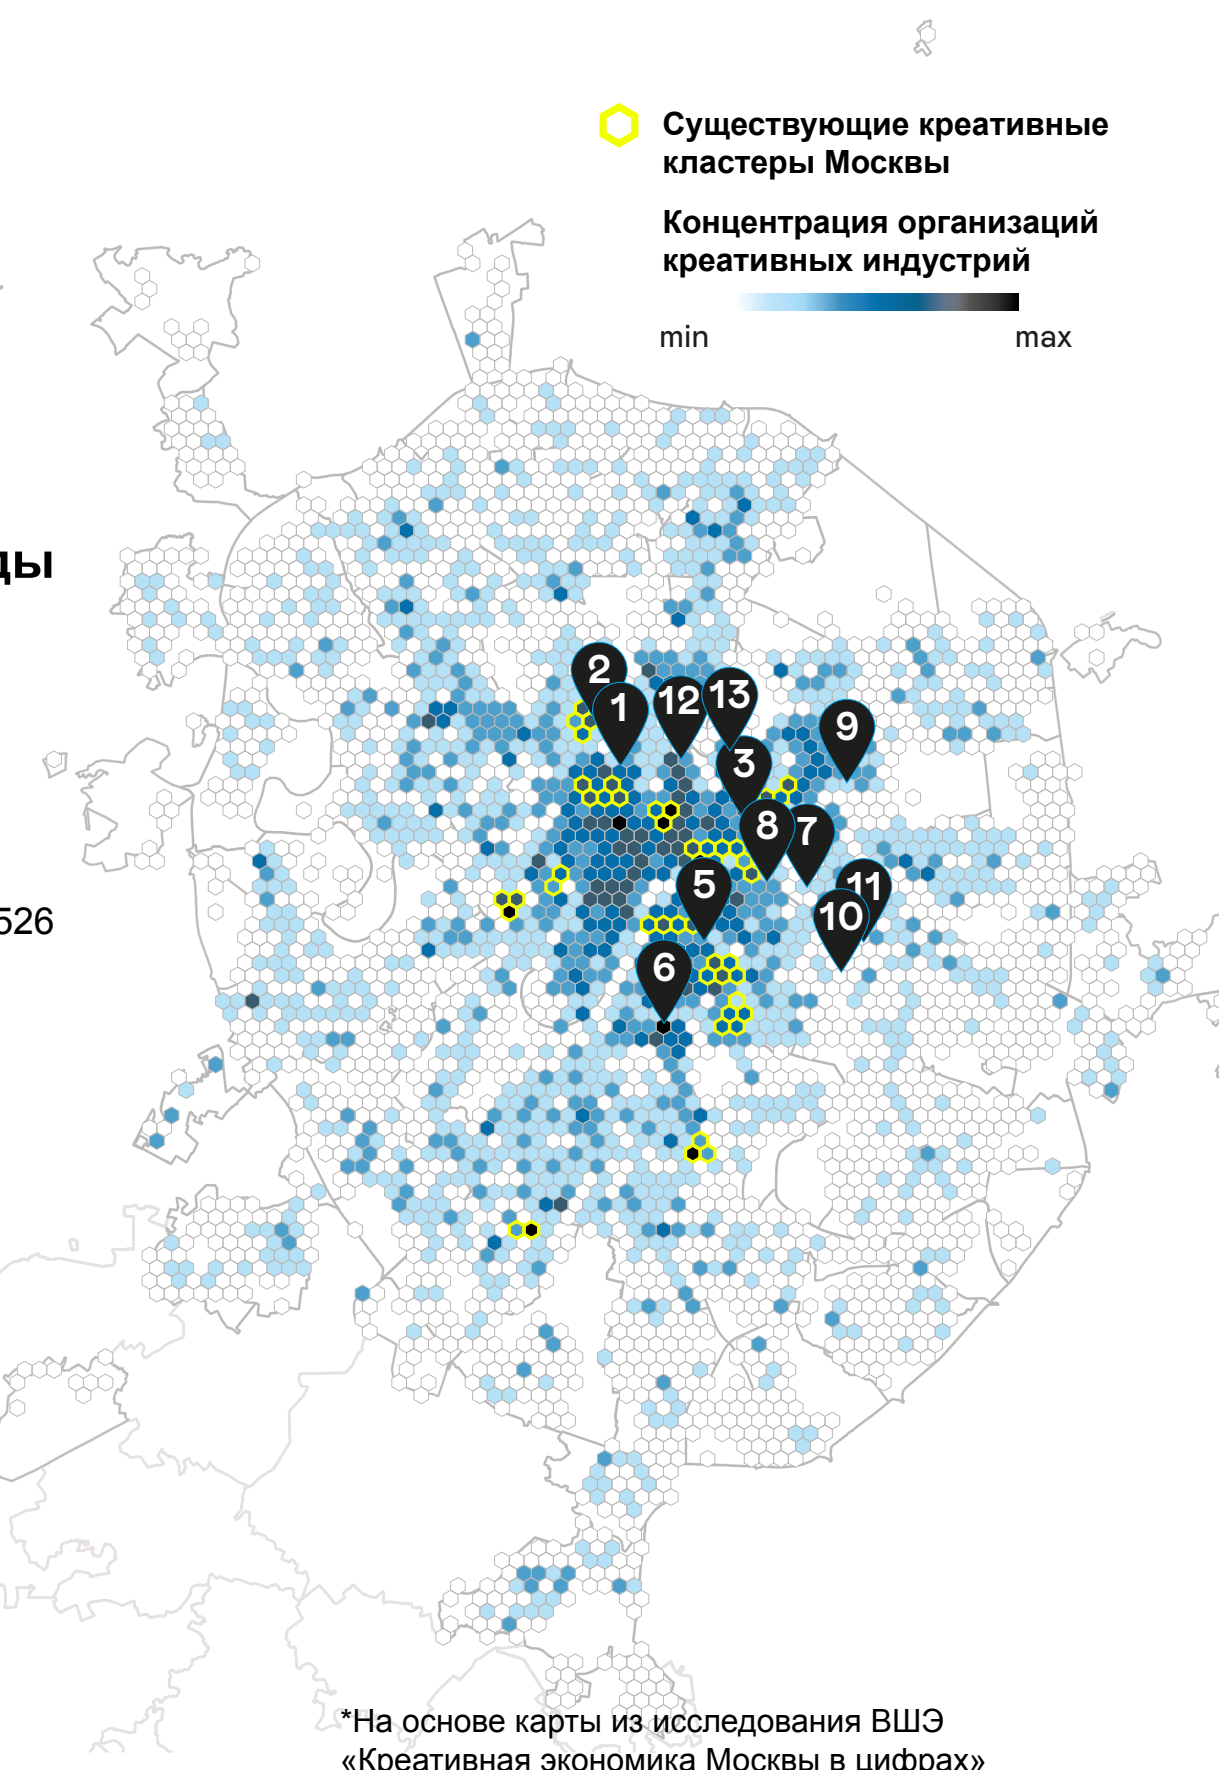 Существующие креативные
кластеры Москвы
Концентрация организаций
креативных индустрий
min max
ды
526
2
1
12
13
3
9
8
7
5
11
10
6
*На основе карты из исследования ВШЭ
«Креативная экономика Москвы в цифрах»